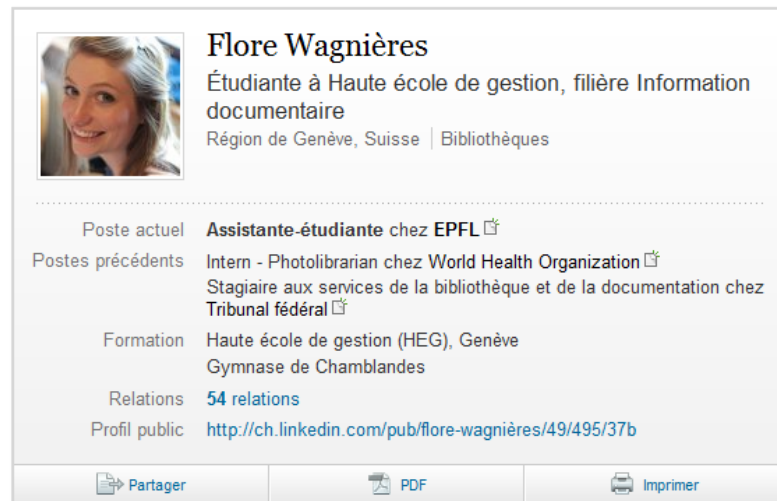 Flore Wagnières
Étudiante à Haute école de gestion, filière Information
documentaire
Région de Genève, Suisse | Bibliothèques
Poste actuel Assistante-étudiante chez EPFL
Postes précédents Intern - Photolibrarian chez World Health Organization
Stagiaire aux services de la bibliothèque et de la documentation chez
Tribunal fédéral
Formation Haute école de gestion (HEG), Genève
Gymnase de Chamblandes
Relations 54 relations
Profil public http://ch.linkedin.com/pub/flore-wagnières/49/495/37b
Partager PDF Imprimer